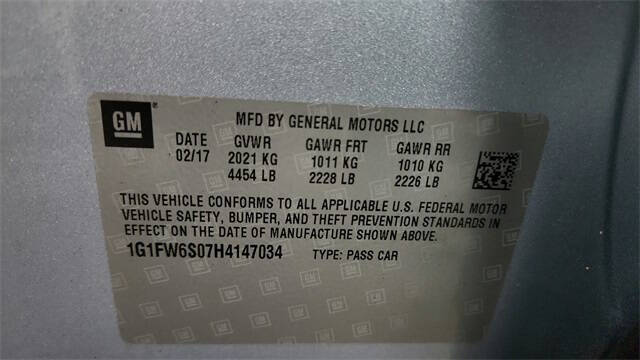 GM
MFD BY GENERAL MOTORS LLC
DATE GVWR GAWR FRT GAWR RR
02/17 2021 KG 1011 KG 1010 KG
4454 LB 2228 LB 2226 LB
THIS VEHICLE CONFORMS TO ALL APPLICABLE U.S. FEDERAL MOTOR
VEHICLE SAFETY, BUMPER, AND THEFT PREVENTION STANDARDS IN
EFFECT ON THE DATE OF MANUFACTURE SHOWN ABOVE.
1G1FW6S07H4147034 TYPE: PASS CAR